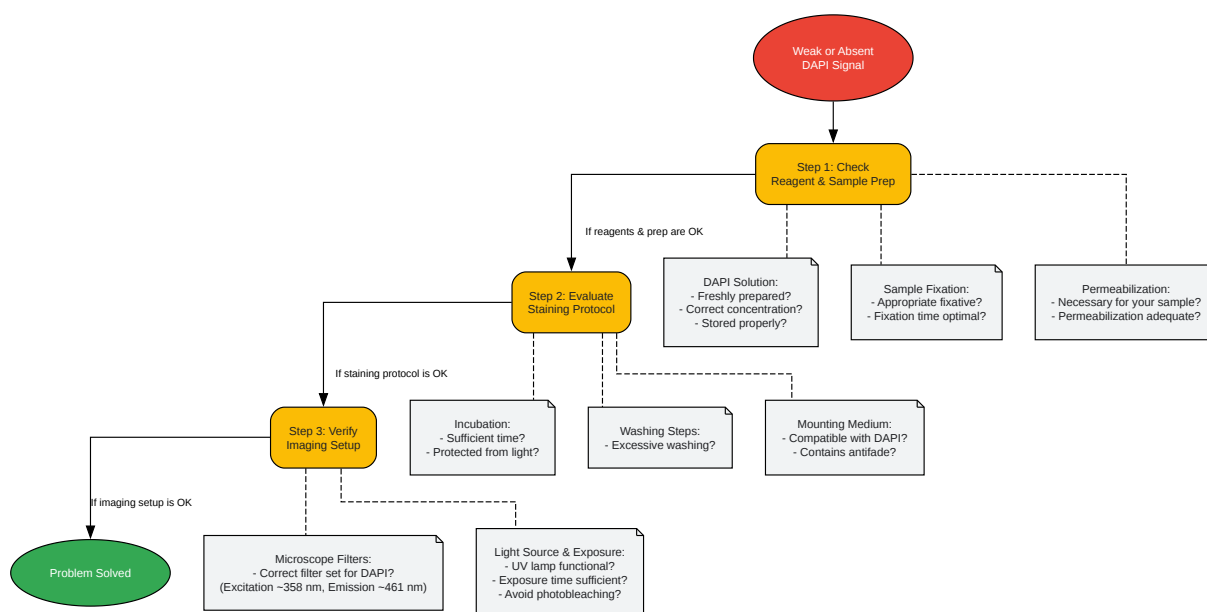 Weak or Absent
DAPI Signal
Step 1: Check
Reagent & Sample Prep
If reagents & prep are OK
DAPI Solution:
- Freshly prepared?
- Correct concentration?
- Stored properly?
Sample Fixation:
- Appropriate fixative?
- Fixation time optimal?
Permeabilization:
- Necessary for your sample?
- Permeabilization adequate?
Step 2: Evaluate
Staining Protocol
If staining protocol is OK
Incubation:
- Sufficient time?
- Protected from light?
Washing Steps:
- Excessive washing?
Mounting Medium:
- Compatible with DAPI?
- Contains antifade?
Step 3: Verify
Imaging Setup
If imaging setup is OK
Microscope Filters:
- Correct filter set for DAPI?
(Excitation ~358 nm, Emission ~461 nm)
Light Source & Exposure:
- UV lamp functional?
- Exposure time sufficient?
- Avoid photobleaching?
Problem Solved